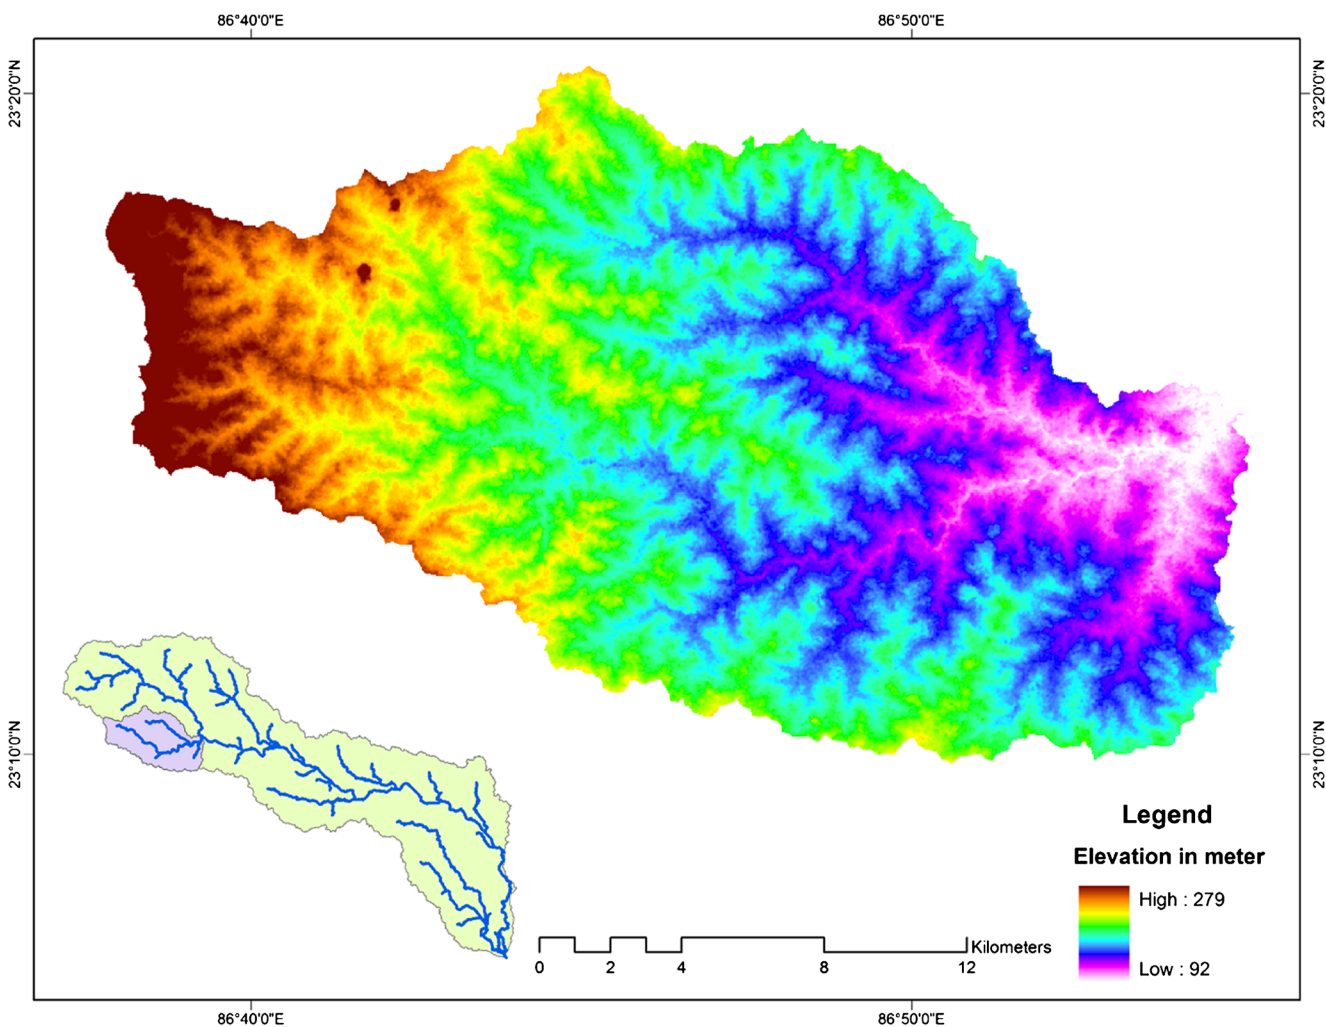 86°40'0"E 86°50'0"E
23°20'0"N 23°20'0"N
23°10'0"N 23°10'0"N
Legend
Elevation in meter
High : 279
Low : 92
Kilometers
0 2 4 8 12
86°40'0"E 86°50'0"E